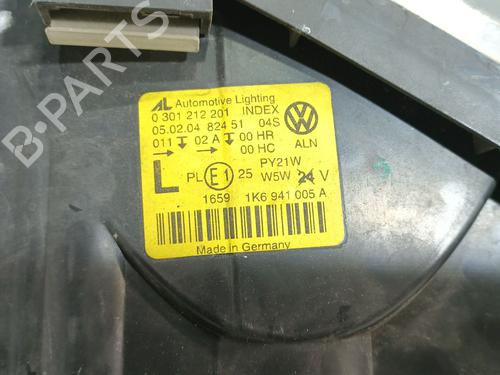 AL Automotive Lighting
0 301 212 201 INDEX
05.02.04 824 51 04S
011 02 A 00 HR ALN
00 HC
PY21W
L PL E1 25 W5W 24 V
1659 1K6 941 005 A
Made in Germany
B-PARTS